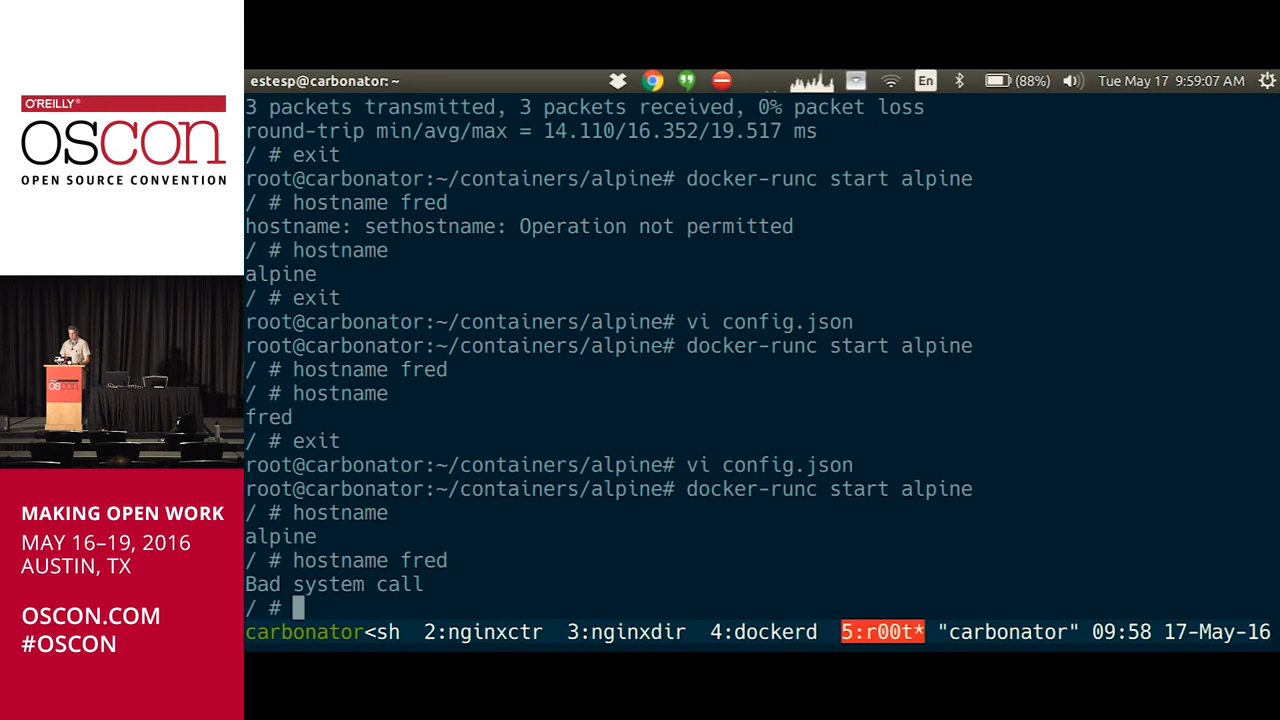 O'REILLY®
OSCON
OPEN SOURCE CONVENTION
MAKING OPEN WORK
MAY 16–19, 2016
AUSTIN, TX
OSCON.COM
#OSCON
estesp@carbonator: ~
En
(88%)
Tue May 17 9:59:07 AM
3 packets transmitted, 3 packets received, 0% packet loss
round-trip min/avg/max = 14.110/16.352/19.517 ms
/ # exit
root@carbonator:~/containers/alpine# docker-runc start alpine
/ # hostname fred
hostname: sethostname: Operation not permitted
/ # hostname
alpine
/ # exit
root@carbonator:~/containers/alpine# vi config.json
root@carbonator:~/containers/alpine# docker-runc start alpine
/ # hostname fred
/ # hostname
fred
/ # exit
root@carbonator:~/containers/alpine# vi config.json
root@carbonator:~/containers/alpine# docker-runc start alpine
/ # hostname
alpine
/ # hostname fred
Bad system call
/ #
carbonator<sh 2:nginxctr 3:nginxdir 4:dockerd 5:r00t* "carbonator" 09:58 17-May-16
oscon